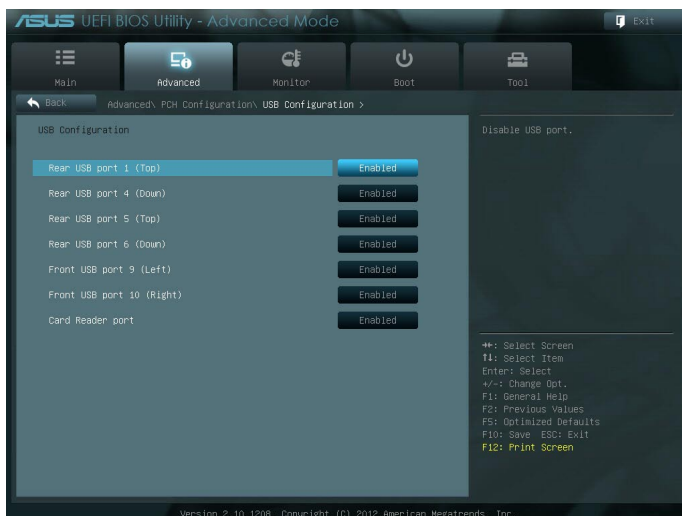 ASUS UEFI BIOS Utility - Advanced Mode
Exit
Main
Advanced
Monitor
Boot
Tool
Back
Advanced\ PCH Configuration\ USB Configuration >
USB Configuration
Disable USB port.
Rear USB port 1 (Top) Enabled
Rear USB port 4 (Down) Enabled
Rear USB port 5 (Top) Enabled
Rear USB port 6 (Down) Enabled
Front USB port 9 (Left) Enabled
Front USB port 10 (Right) Enabled
Card Reader port Enabled
→←: Select Screen
↑↓: Select Item
Enter: Select
+/-: Change Opt.
F1: General Help
F2: Previous Values
F5: Optimized Defaults
F10: Save ESC: Exit
F12: Print Screen
Version 2.10.1208. Copyright (C) 2012 American Megatrends, Inc.